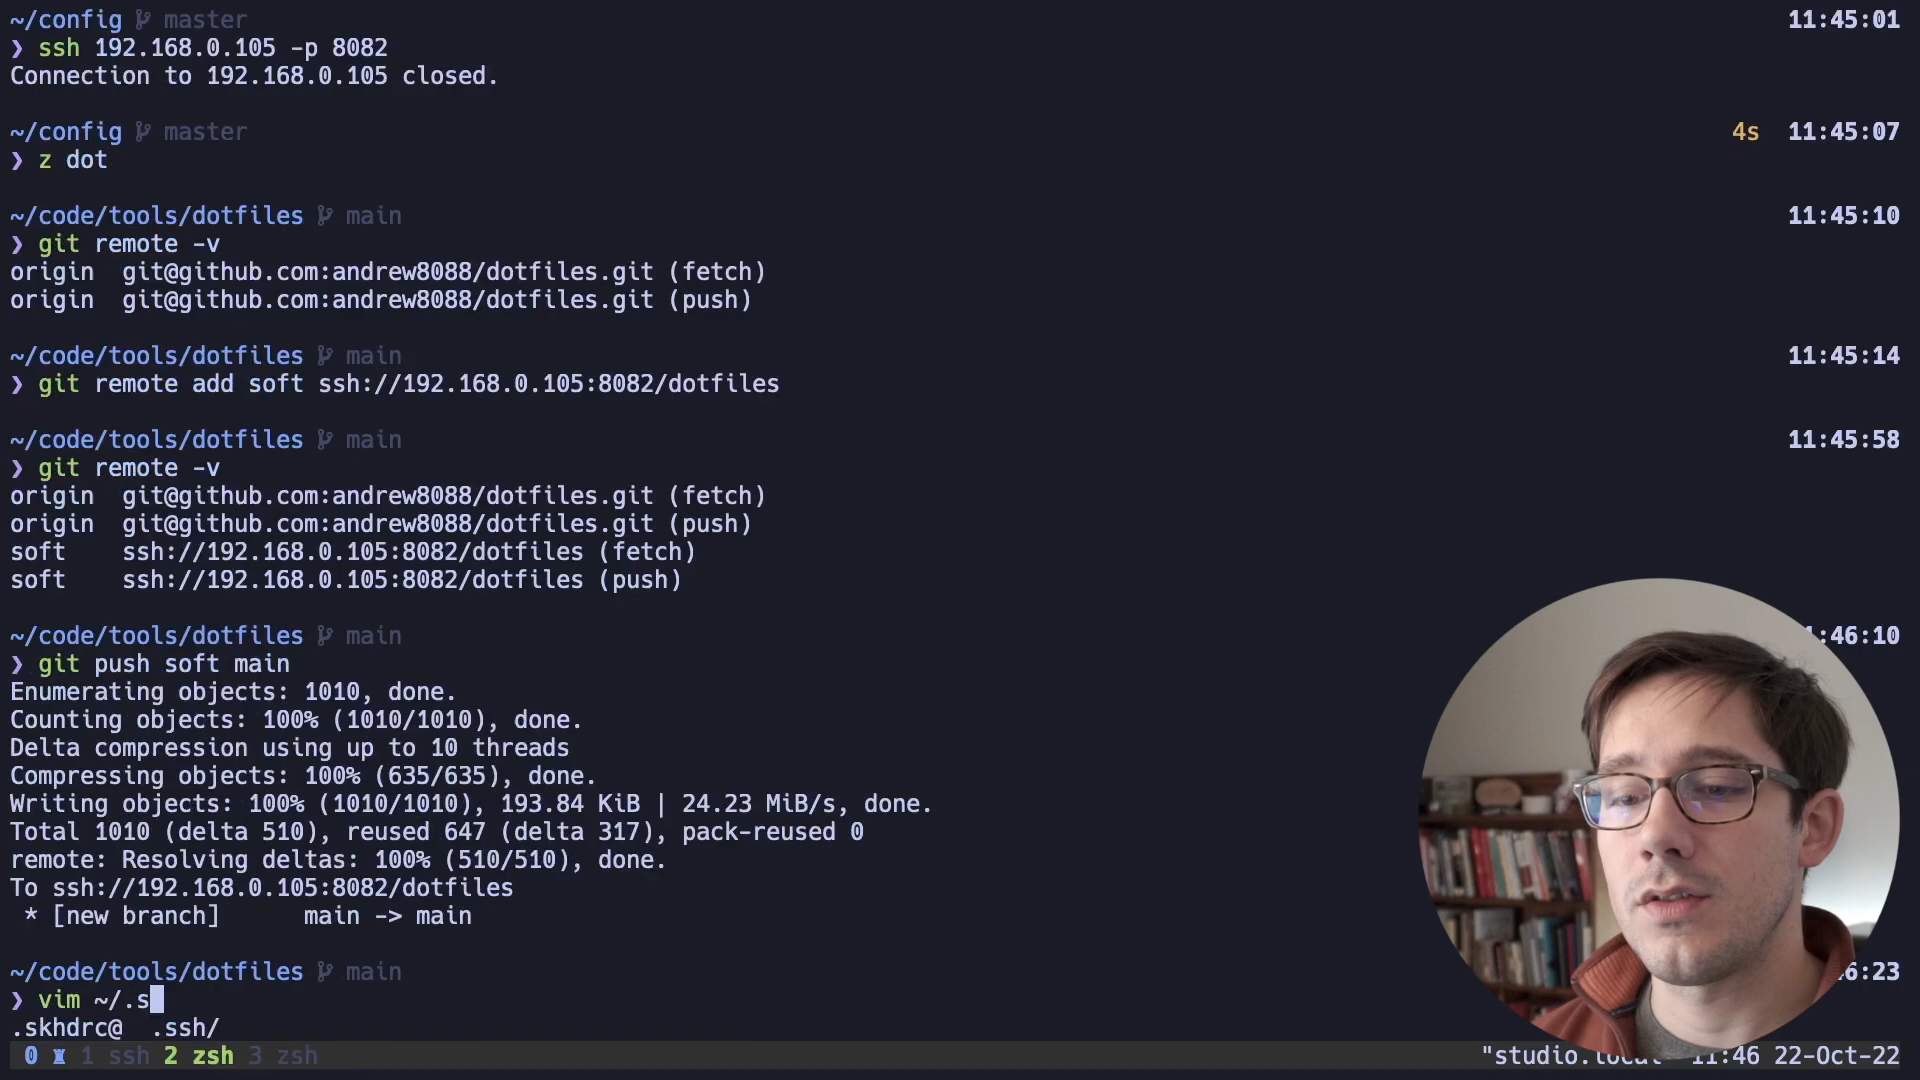 ~/config master 11:45:01
❯ ssh 192.168.0.105 -p 8082
Connection to 192.168.0.105 closed.
~/config master 4s 11:45:07
❯ z dot
~/code/tools/dotfiles main 11:45:10
❯ git remote -v
origin  git@github.com:andrew8088/dotfiles.git (fetch)
origin  git@github.com:andrew8088/dotfiles.git (push)
~/code/tools/dotfiles main 11:45:14
❯ git remote add soft ssh://192.168.0.105:8082/dotfiles
~/code/tools/dotfiles main 11:45:58
❯ git remote -v
origin  git@github.com:andrew8088/dotfiles.git (fetch)
origin  git@github.com:andrew8088/dotfiles.git (push)
soft    ssh://192.168.0.105:8082/dotfiles (fetch)
soft    ssh://192.168.0.105:8082/dotfiles (push)
~/code/tools/dotfiles main :46:10
❯ git push soft main
Enumerating objects: 1010, done.
Counting objects: 100% (1010/1010), done.
Delta compression using up to 10 threads
Compressing objects: 100% (635/635), done.
Writing objects: 100% (1010/1010), 193.84 KiB | 24.23 MiB/s, done.
Total 1010 (delta 510), reused 647 (delta 317), pack-reused 0
remote: Resolving deltas: 100% (510/510), done.
To ssh://192.168.0.105:8082/dotfiles
 * [new branch]      main -> main
~/code/tools/dotfiles main 6:23
❯ vim ~/.s
.skhdrc@  .ssh/
0 1 ssh 2 zsh 3 zsh "studio.local 11:46 22-Oct-22